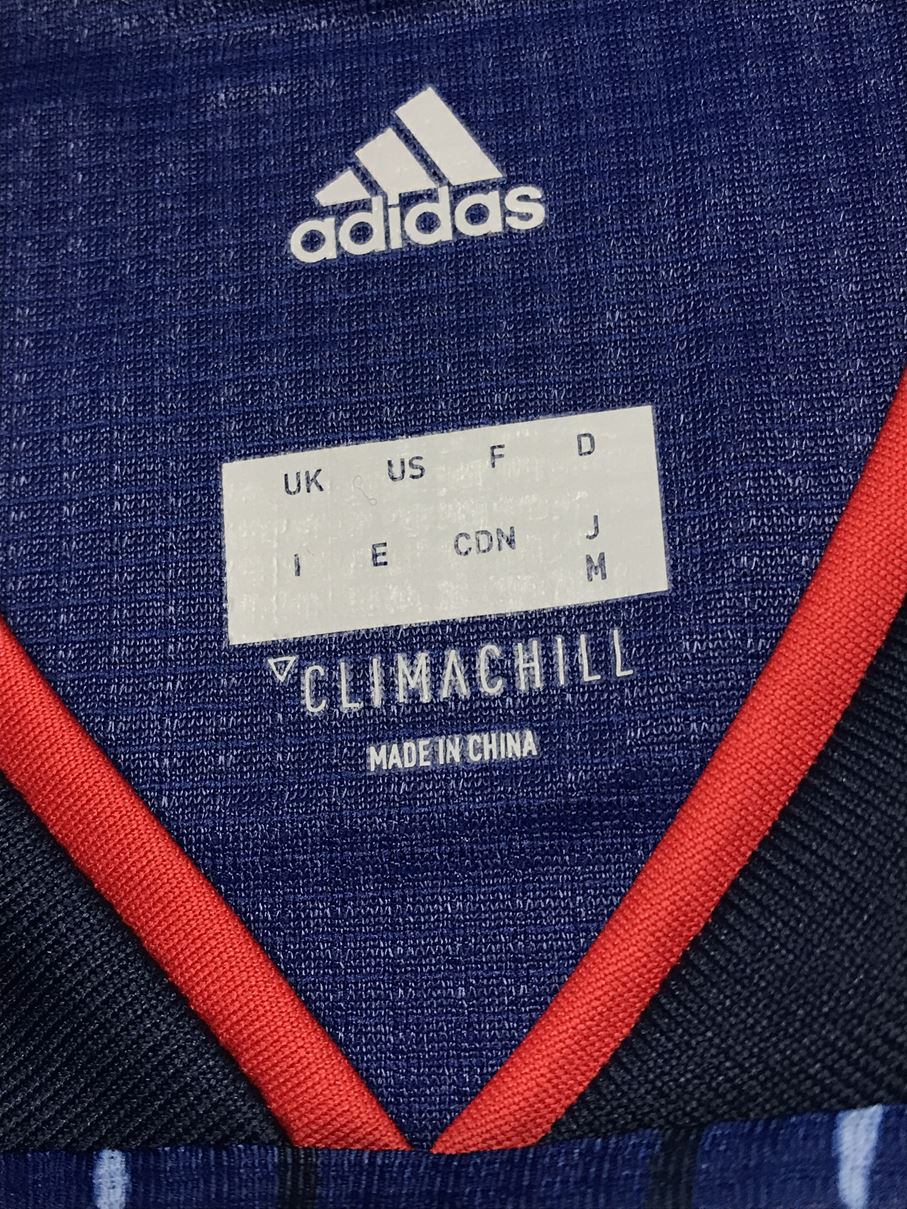 adidas
UK US F D
I E CDN J
M
CLIMACHILL
MADE IN CHINA